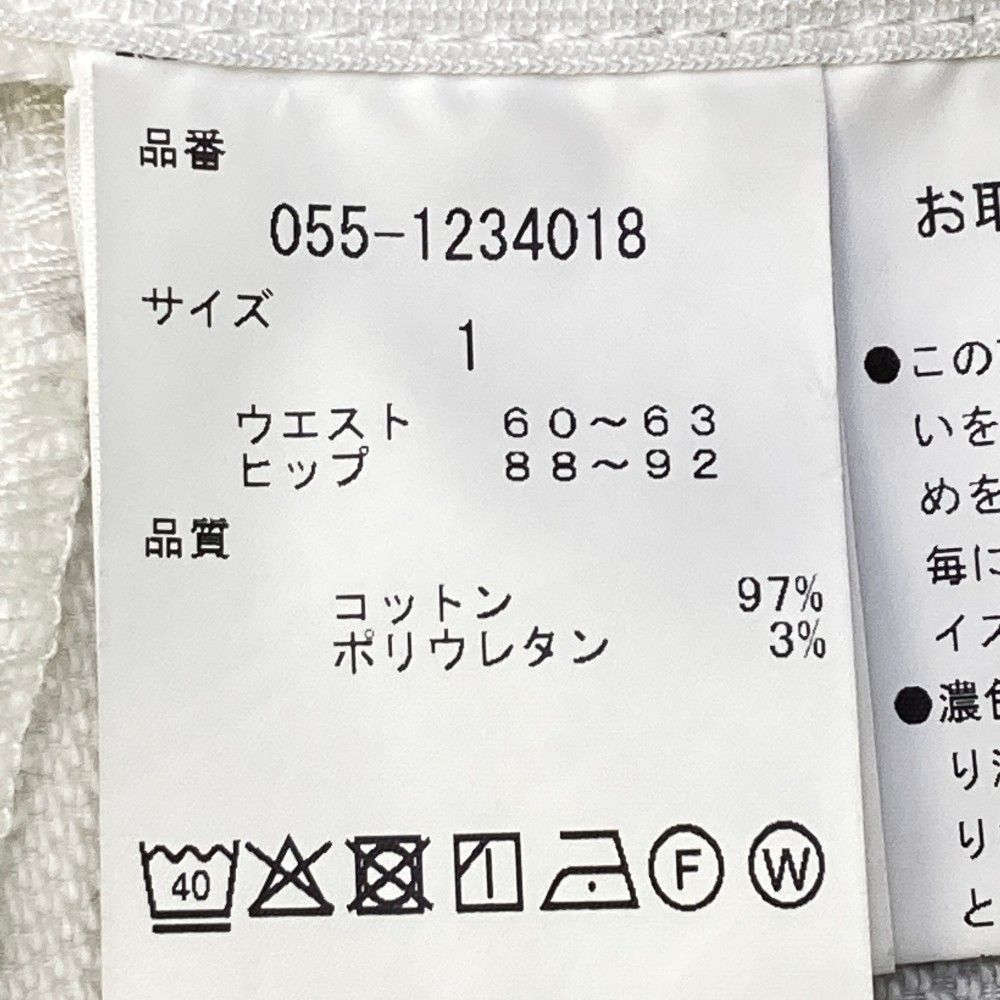 品番
055-1234018
サイズ
1
ウエスト 60～63
ヒップ 88～92
品質
コットン 97%
ポリウレタン 3%
40
F
W
お取
●この
いを
めを
毎に
イズ
●濃色
り
り
と